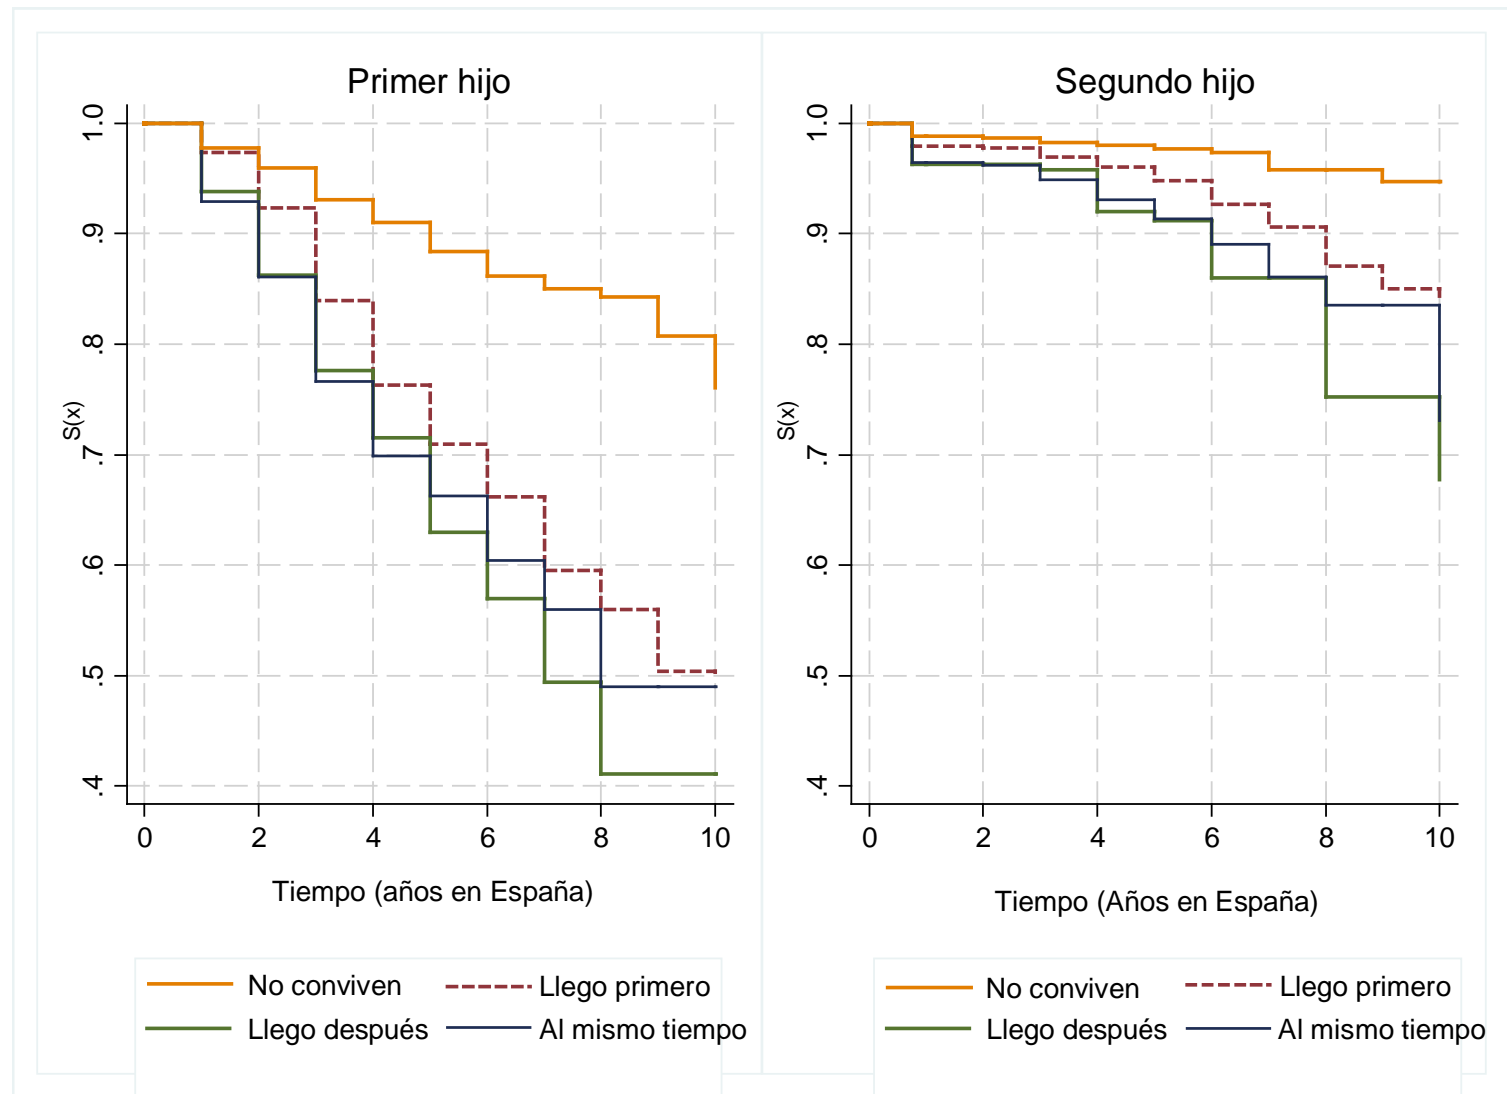 Primer hijo
1.0
.9
.8
.7
.6
.5
.4
S(x)
0 2 4 6 8 10
Tiempo (años en España)
No conviven Llego primero
Llego después Al mismo tiempo
Segundo hijo
1.0
.9
.8
.7
.6
.5
.4
S(x)
0 2 4 6 8 10
Tiempo (Años en España)
No conviven Llego primero
Llego después Al mismo tiempo